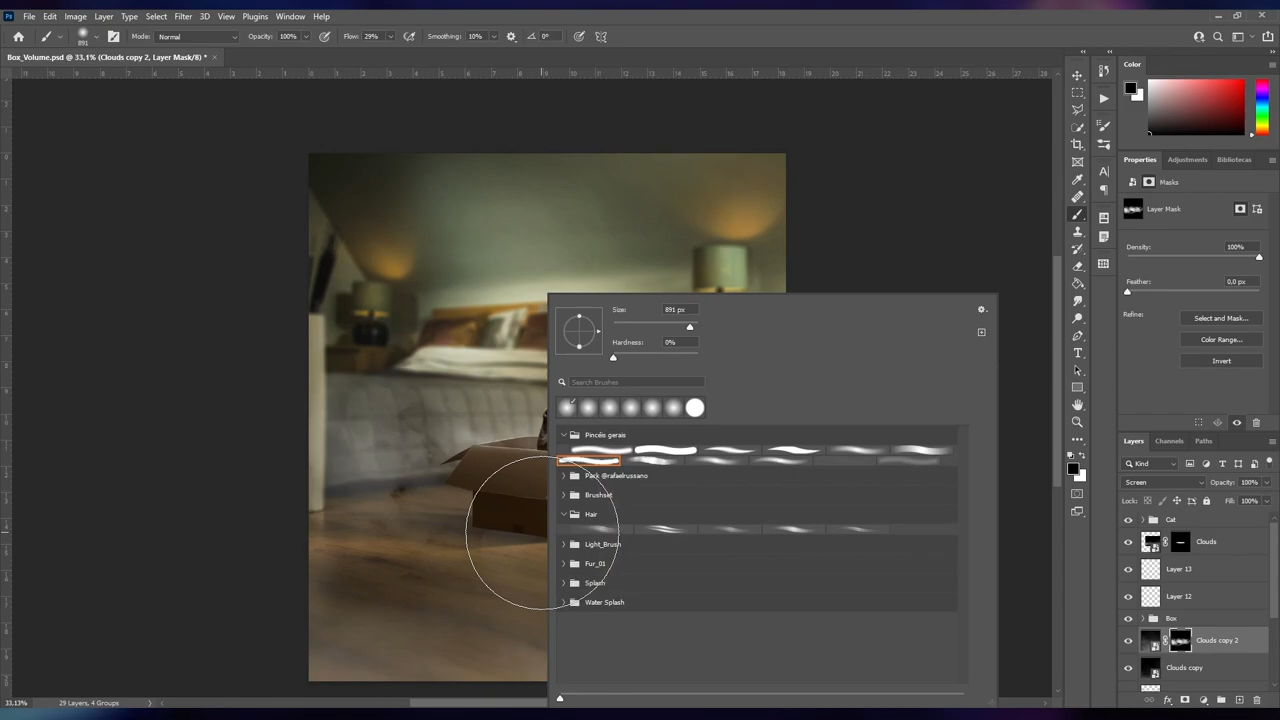 Ps File Edit Image Layer Type Select Filter 3D View Plugins Window Help
891 Mode: Normal Opacity: 100% Flow: 29% Smoothing: 10% 0°
Box_Volume.psd @ 33,1% (Clouds copy 2, Layer Mask/8) *
Color
Properties Adjustments Bibliotecas
Masks
Layer Mask
Density: 100%
Feather: 0,0 px
Refine: Select and Mask...
Color Range...
Invert
Size: 891 px
Hardness: 0%
Search Brushes
Pincéis gerais
Pack @rafaelrussano
Brushset
Hair
Light_Brush
Fur_01
Splash
Water Splash
Layers Channels Paths
Kind
Screen Opacity: 100%
Lock: Fill: 100%
Cat
Clouds
Layer 13
Layer 12
Box
Clouds copy 2
Clouds copy
33,13% 29 Layers, 4 Groups